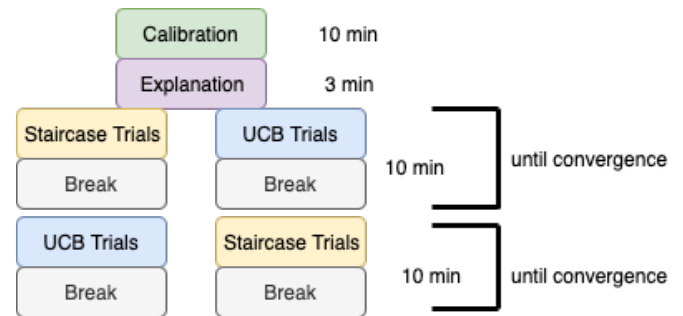 Calibration 10 min
Explanation 3 min
Staircase Trials UCB Trials
Break Break 10 min until convergence
UCB Trials Staircase Trials
Break Break 10 min until convergence